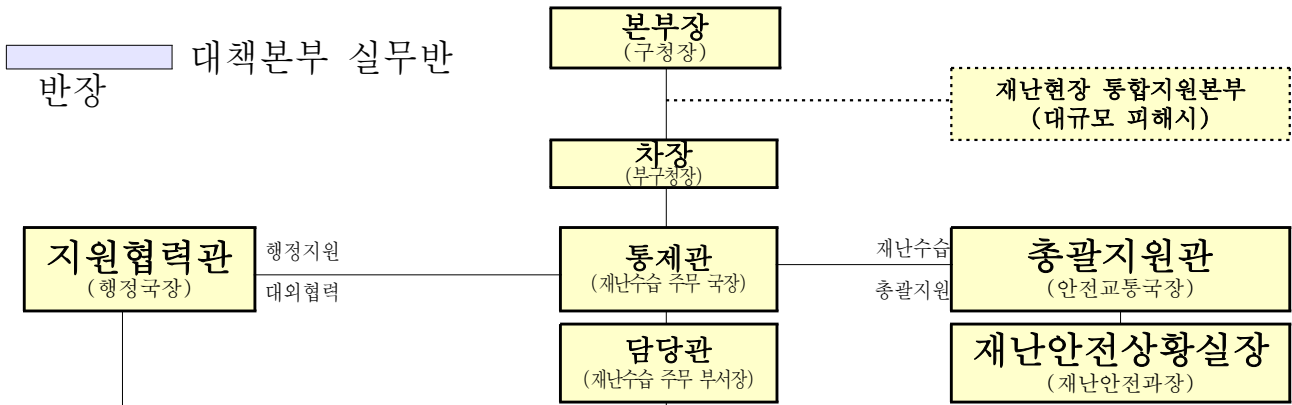 본부장
(구청장)
대책본부 실무반
반장
재난현장 통합지원본부
(대규모 피해시)
차장
(부구청장)
지원협력관
(행정국장)
행정지원
대외협력
통제관
(재난수습 주무 국장)
재난수습
총괄지원
총괄지원관
(안전교통국장)
담당관
(재난수습 주무 부서장)
재난안전상황실장
(재난안전과장)